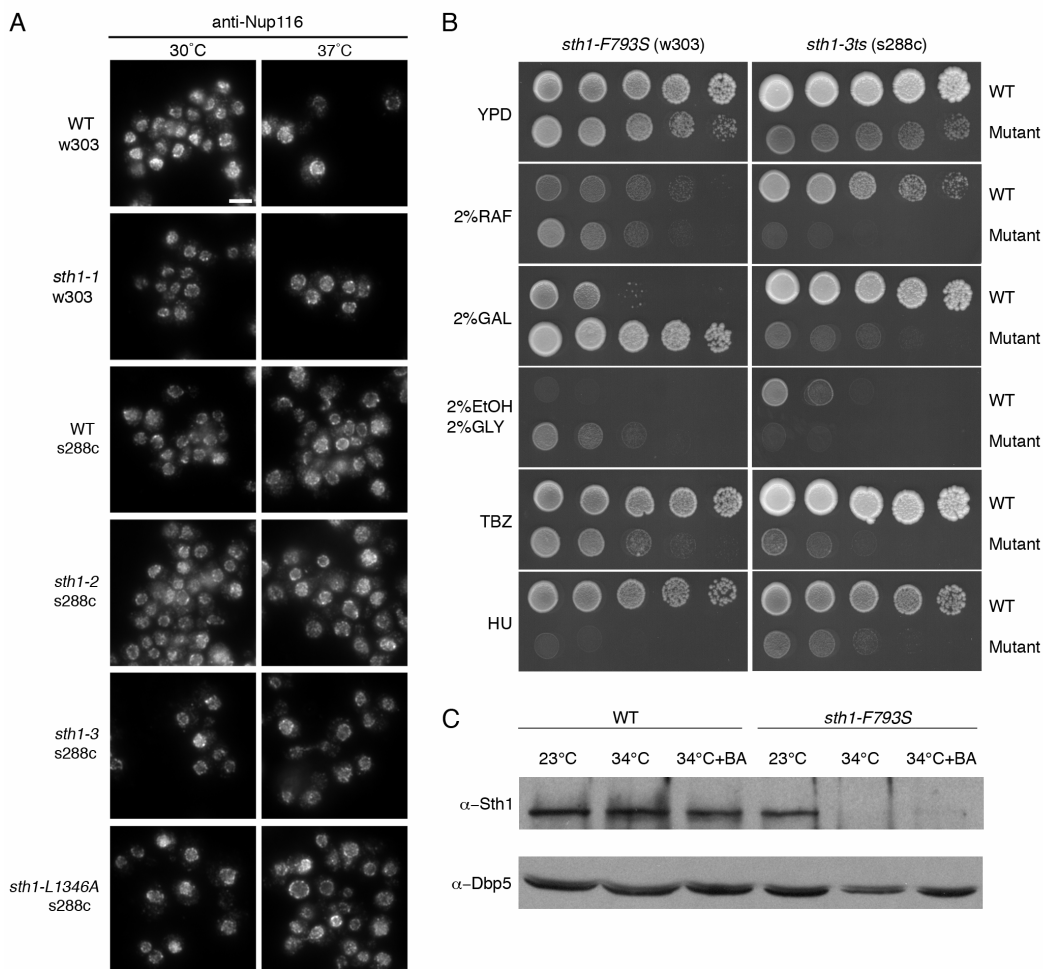 A
anti-Nup116
30°C 37°C
WT
w303
sth1-1
w303
WT
s288c
sth1-2
s288c
sth1-3
s288c
sth1-L1346A
s288c
B
sth1-F793S (w303) sth1-3ts (s288c)
YPD
WT
Mutant
2%RAF
WT
Mutant
2%GAL
WT
Mutant
2%EtOH
2%GLY
WT
Mutant
TBZ
WT
Mutant
HU
WT
Mutant
C
WT sth1-F793S
23°C 34°C 34°C+BA 23°C 34°C 34°C+BA
α–Sth1
α–Dbp5